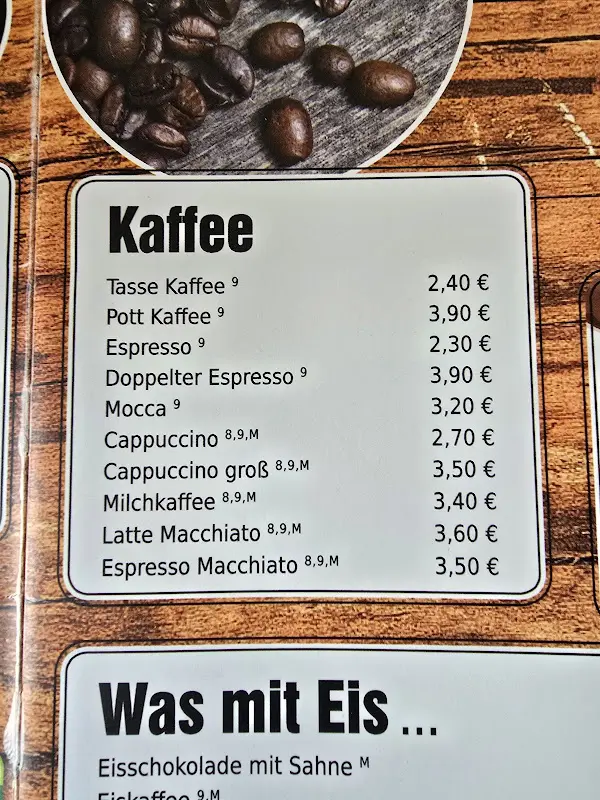 Kaffee
Tasse Kaffee ⁹ 2,40 €
Pott Kaffee ⁹ 3,90 €
Espresso ⁹ 2,30 €
Doppelter Espresso ⁹ 3,90 €
Mocca ⁹ 3,20 €
Cappuccino ⁸,⁹,ᴹ 2,70 €
Cappuccino groß ⁸,⁹,ᴹ 3,50 €
Milchkaffee ⁸,⁹,ᴹ 3,40 €
Latte Macchiato ⁸,⁹,ᴹ 3,60 €
Espresso Macchiato ⁸,⁹,ᴹ 3,50 €
Was mit Eis ...
Eisschokolade mit Sahne ᴹ
Eiskaffee ⁹,ᴹ